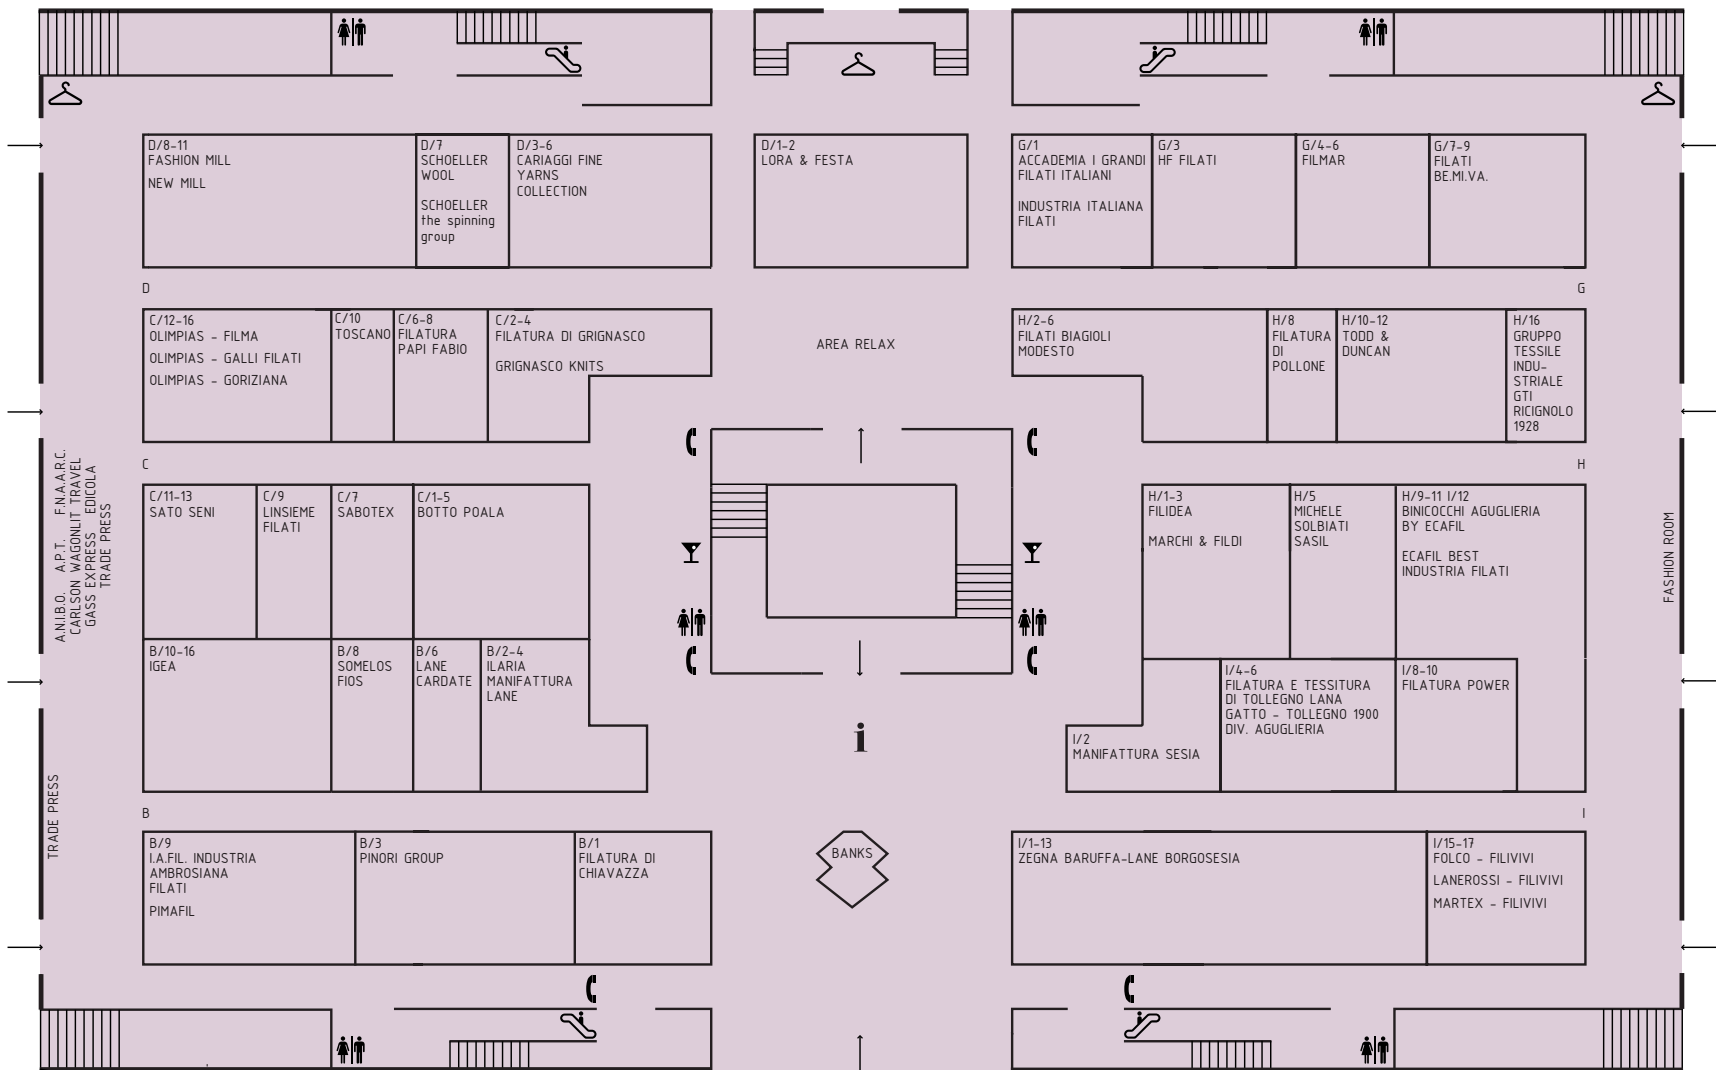 D/8-11
FASHION MILL
NEW MILL
D/7
SCHOELLER
WOOL
SCHOELLER
the spinning
group
D/3-6
CARIAGGI FINE
YARNS
COLLECTION
D/1-2
LORA & FESTA
G/1
ACCADEMIA I GRANDI
FILATI ITALIANI
INDUSTRIA ITALIANA
FILATI
G/3
HF FILATI
G/4-6
FILMAR
G/7-9
FILATI
BE.MI.VA.
D
G
C/12-16
OLIMPIAS - FILMA
OLIMPIAS - GALLI FILATI
OLIMPIAS - GORIZIANA
C/10
TOSCANO
C/6-8
FILATURA
PAPI FABIO
C/2-4
FILATURA DI GRIGNASCO
GRIGNASCO KNITS
AREA RELAX
H/2-6
FILATI BIAGIOLI
MODESTO
H/8
FILATURA
DI
POLLONE
H/10-12
TODD &
DUNCAN
H/16
GRUPPO
TESSILE
INDU-
STRIALE
GTI
RICIGNOLO
1928
C
H
A.N.I.B.O. A.P.T. F.N.A.A.R.C.
CARLSON WAGONLIT TRAVEL
GASS EXPRESS EDICOLA
TRADE PRESS
C/11-13
SATO SENI
C/9
LINSIEME
FILATI
C/7
SABOTEX
C/1-5
BOTTO POALA
H/1-3
FILIDEA
MARCHI & FILDI
H/5
MICHELE
SOLBIATI
SASIL
H/9-11 I/12
BINICOCCHI AGUGLIERIA
BY ECAFIL
ECAFIL BEST
INDUSTRIA FILATI
FASHION ROOM
B/10-16
IGEA
B/8
SOMELOS
FIOS
B/6
LANE
CARDATE
B/2-4
ILARIA
MANIFATTURA
LANE
i
I/2
MANIFATTURA SESIA
I/4-6
FILATURA E TESSITURA
DI TOLLEGNO LANA
GATTO - TOLLEGNO 1900
DIV. AGUGLIERIA
I/8-10
FILATURA POWER
TRADE PRESS
B
I
B/9
I.A.FIL. INDUSTRIA
AMBROSIANA
FILATI
PIMAFIL
B/3
PINORI GROUP
B/1
FILATURA DI
CHIAVAZZA
BANKS
I/1-13
ZEGNA BARUFFA-LANE BORGOSESIA
I/15-17
FOLCO - FILIVIVI
LANEROSSI - FILIVIVI
MARTEX - FILIVIVI